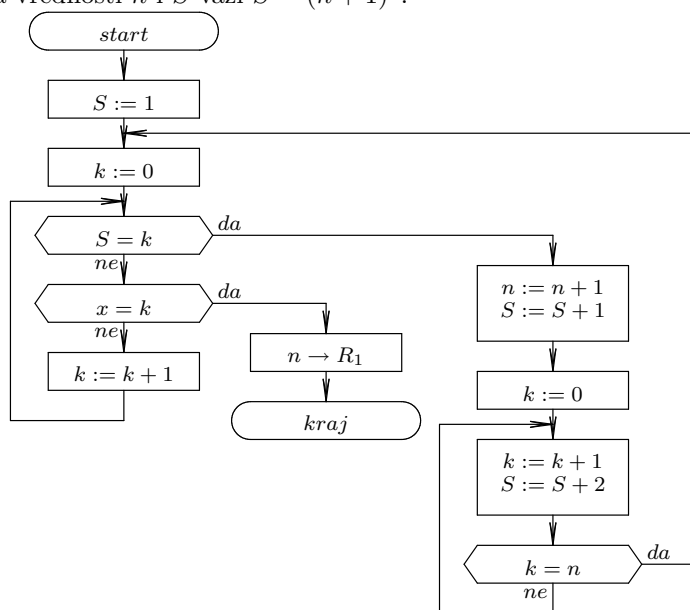 start
S := 1
k := 0
S = k
da
ne
x = k
da
ne
k := k + 1
n → R₁
kraj
n := n + 1
S := S + 1
k := 0
k := k + 1
S := S + 2
k = n
da
ne